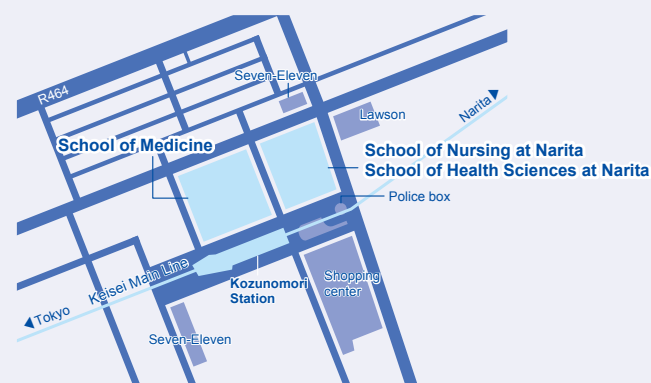 R464
Seven-Eleven
Lawson
Narita
School of Medicine
School of Nursing at Narita
School of Health Sciences at Narita
Police box
Keisei Main Line
Kozunomori
Station
Shopping
center
Tokyo
Seven-Eleven